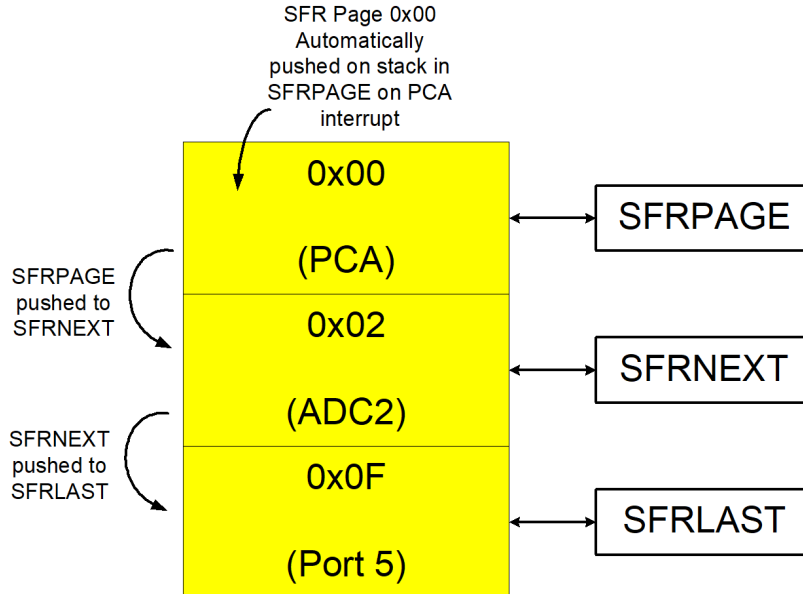 SFR Page 0x00
Automatically
pushed on stack in
SFRPAGE on PCA
interrupt
0x00
(PCA)
SFRPAGE
SFRPAGE
pushed to
SFRNEXT
0x02
(ADC2)
SFRNEXT
SFRNEXT
pushed to
SFRLAST
0x0F
(Port 5)
SFRLAST